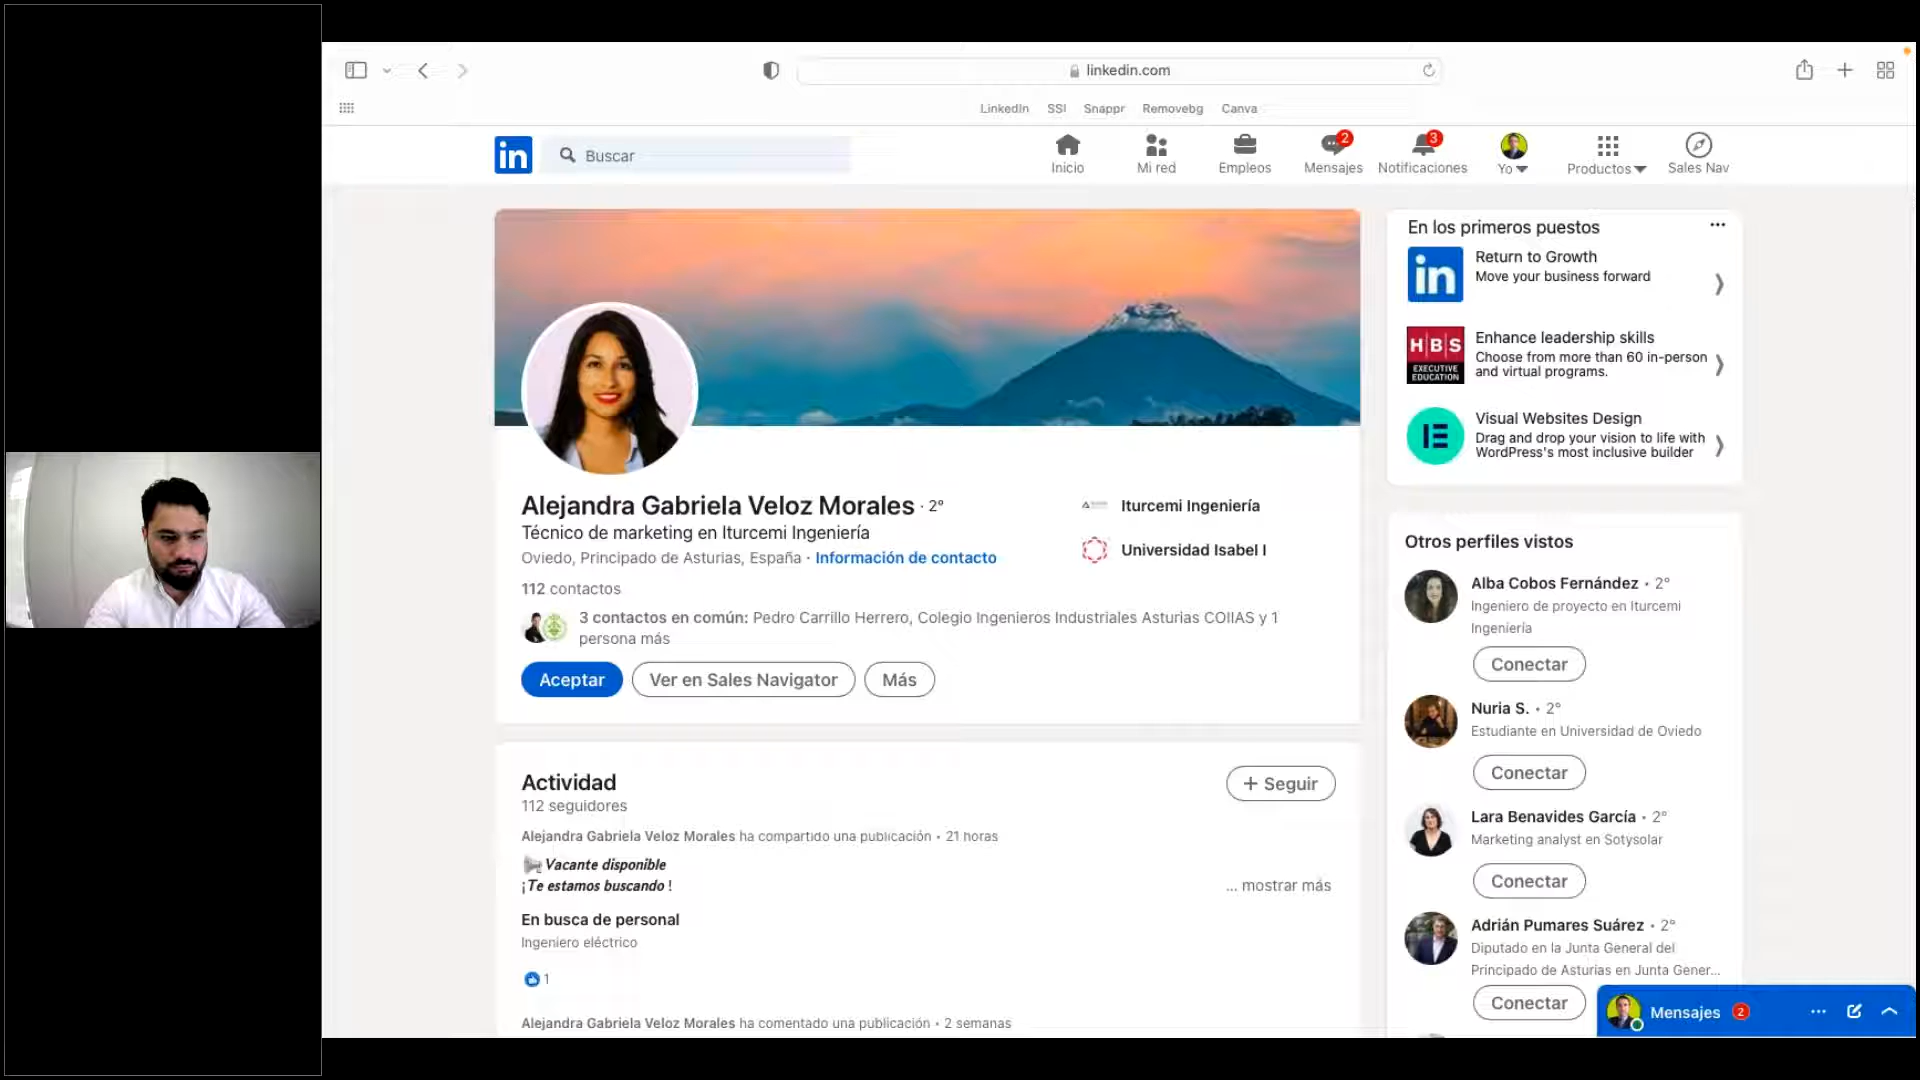 linkedin.com
LinkedIn SSI Snappr Removebg Canva
in
Buscar
Inicio
Mi red
Empleos
2
Mensajes
3
Notificaciones
Yo
Productos
Sales Nav
Alejandra Gabriela Veloz Morales · 2°
Técnico de marketing en Iturcemi Ingeniería
Oviedo, Principado de Asturias, España · Información de contacto
112 contactos
3 contactos en común: Pedro Carrillo Herrero, Colegio Ingenieros Industriales Asturias COIIAS y 1
persona más
Aceptar
Ver en Sales Navigator
Más
Iturcemi Ingeniería
Universidad Isabel I
Actividad
112 seguidores
+ Seguir
Alejandra Gabriela Veloz Morales ha compartido una publicación • 21 horas
Vacante disponible
¡Te estamos buscando !
... mostrar más
En busca de personal
Ingeniero eléctrico
1
Alejandra Gabriela Veloz Morales ha comentado una publicación • 2 semanas
En los primeros puestos
in
Return to Growth
Move your business forward
HBS
EXECUTIVE
EDUCATION
Enhance leadership skills
Choose from more than 60 in-person
and virtual programs.
Visual Websites Design
Drag and drop your vision to life with
WordPress's most inclusive builder
Otros perfiles vistos
Alba Cobos Fernández • 2°
Ingeniero de proyecto en Iturcemi
Ingeniería
Conectar
Nuria S. • 2°
Estudiante en Universidad de Oviedo
Conectar
Lara Benavides García • 2°
Marketing analyst en Sotysolar
Conectar
Adrián Pumares Suárez • 2°
Diputado en la Junta General del
Principado de Asturias en Junta Gener...
Conectar
Mensajes 2